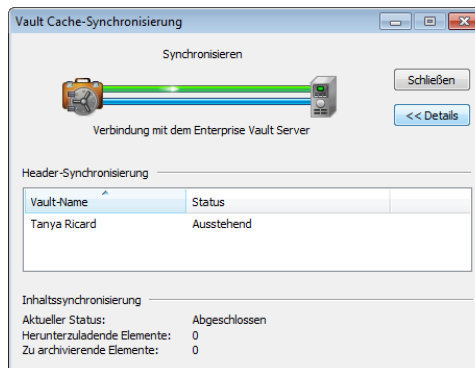 Vault Cache-Synchronisierung
Synchronisieren
Schließen
<< Details
Verbindung mit dem Enterprise Vault Server
Header-Synchronisierung
Vault-Name Status
Tanya Ricard Ausstehend
Inhaltssynchronisierung
Aktueller Status: Abgeschlossen
Herunterzuladende Elemente: 0
Zu archivierende Elemente: 0